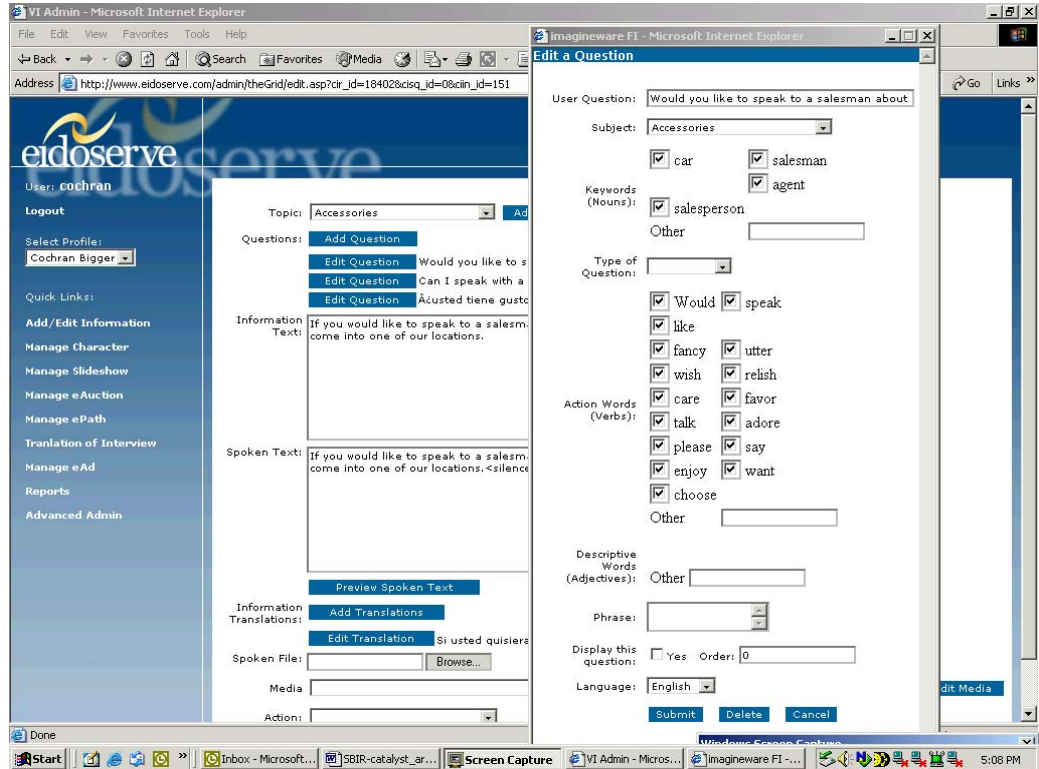 VI Admin - Microsoft Internet Explorer
File Edit View Favorites Tools Help
Back Search Favorites Media
Address http://www.eidoserve.com/admin/theGrid/edit.asp?cir_id=18402&cisq_id=0&ciin_id=151
Go Links »
eidoserve
User: cochran
Logout
Select Profile:
Cochran Bigger
Quick Links:
Add/Edit Information
Manage Character
Manage Slideshow
Manage eAuction
Manage ePath
Tranlation of Interview
Manage eAd
Reports
Advanced Admin
Topic: Accessories Ad
Questions: Add Question
Edit Question Would you like to s
Edit Question Can I speak with a
Edit Question Â¿usted tiene gusto
Information Text: If you would like to speak to a salesm
come into one of our locations.
Spoken Text: If you would like to speak to a salesm
come into one of our locations.<silence
Preview Spoken Text
Information Translations: Add Translations
Edit Translation Si usted quisiera
Spoken File: Browse...
Media
dit Media
Action:
Done
imagineware FI - Microsoft Internet Explorer
Edit a Question
User Question: Would you like to speak to a salesman about
Subject: Accessories
Keywords (Nouns):
car salesman
agent
salesperson
Other
Type of Question:
Action Words (Verbs):
Would speak
like
fancy utter
wish relish
care favor
talk adore
please say
enjoy want
choose
Other
Descriptive Words (Adjectives): Other
Phrase:
Display this question: Yes Order: 0
Language: English
Submit Delete Cancel
Windows Screen Capture
Start » Inbox - Microsoft... SBIR-catalyst_ar... Screen Capture VI Admin - Micros... imagineware FI -... 5:08 PM